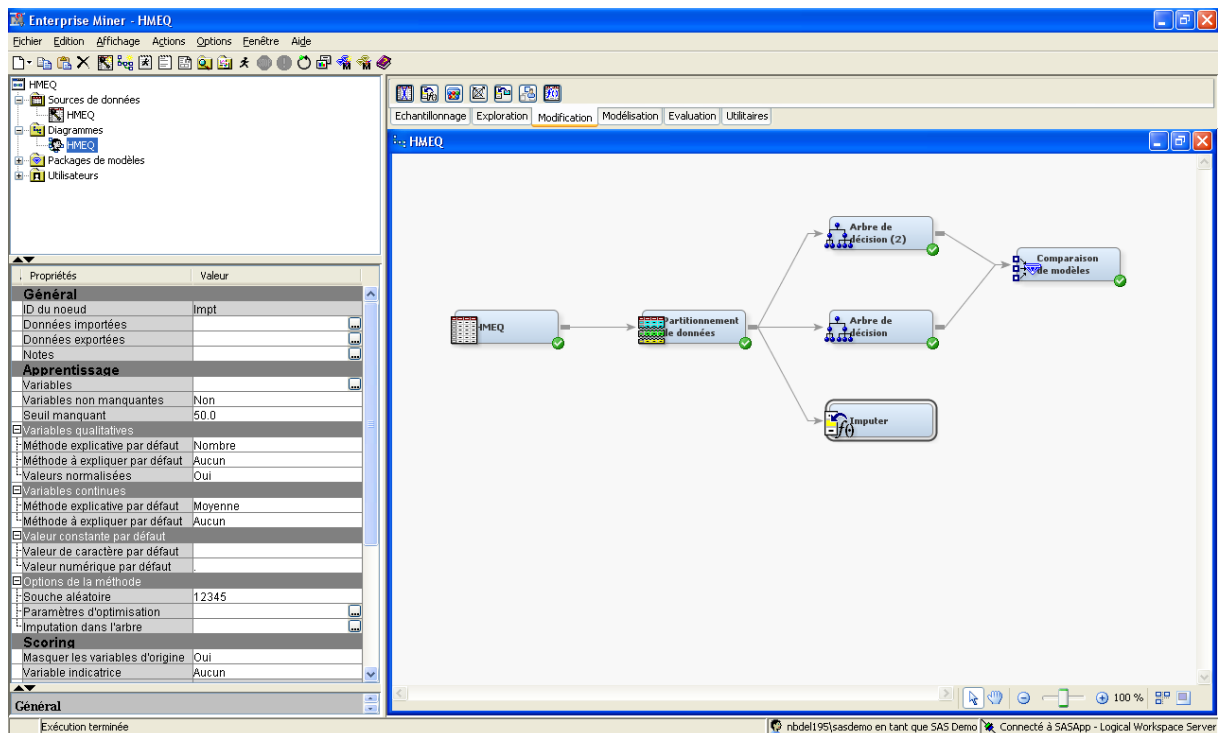 Enterprise Miner - HMEQ
Fichier Edition Affichage Actions Options Fenêtre Aide
HMEQ
Sources de données
HMEQ
Diagrammes
HMEQ
Packages de modèles
Utilisateurs
Propriétés Valeur
Général
ID du noeud Impt
Données importées ...
Données exportées ...
Notes ...
Apprentissage
Variables ...
Variables non manquantes Non
Seuil manquant 50.0
Variables qualitatives
Méthode explicative par défaut Nombre
Méthode à expliquer par défaut Aucun
Valeurs normalisées Oui
Variables continues
Méthode explicative par défaut Moyenne
Méthode à expliquer par défaut Aucun
Valeur constante par défaut
Valeur de caractère par défaut
Valeur numérique par défaut .
Options de la méthode
Souche aléatoire 12345
Paramètres d'optimisation ...
Imputation dans l'arbre ...
Scoring
Masquer les variables d'origine Oui
Variable indicatrice Aucun
Général
Exécution terminée
Echantillonnage Exploration Modification Modélisation Evaluation Utilitaires
HMEQ
Arbre de
décision (2)
Comparaison
de modèles
HMEQ
Partitionnement
de données
Arbre de
décision
Imputer
100 %
nbdel195\sasdemo en tant que SAS Demo Connecté à SASApp - Logical Workspace Server